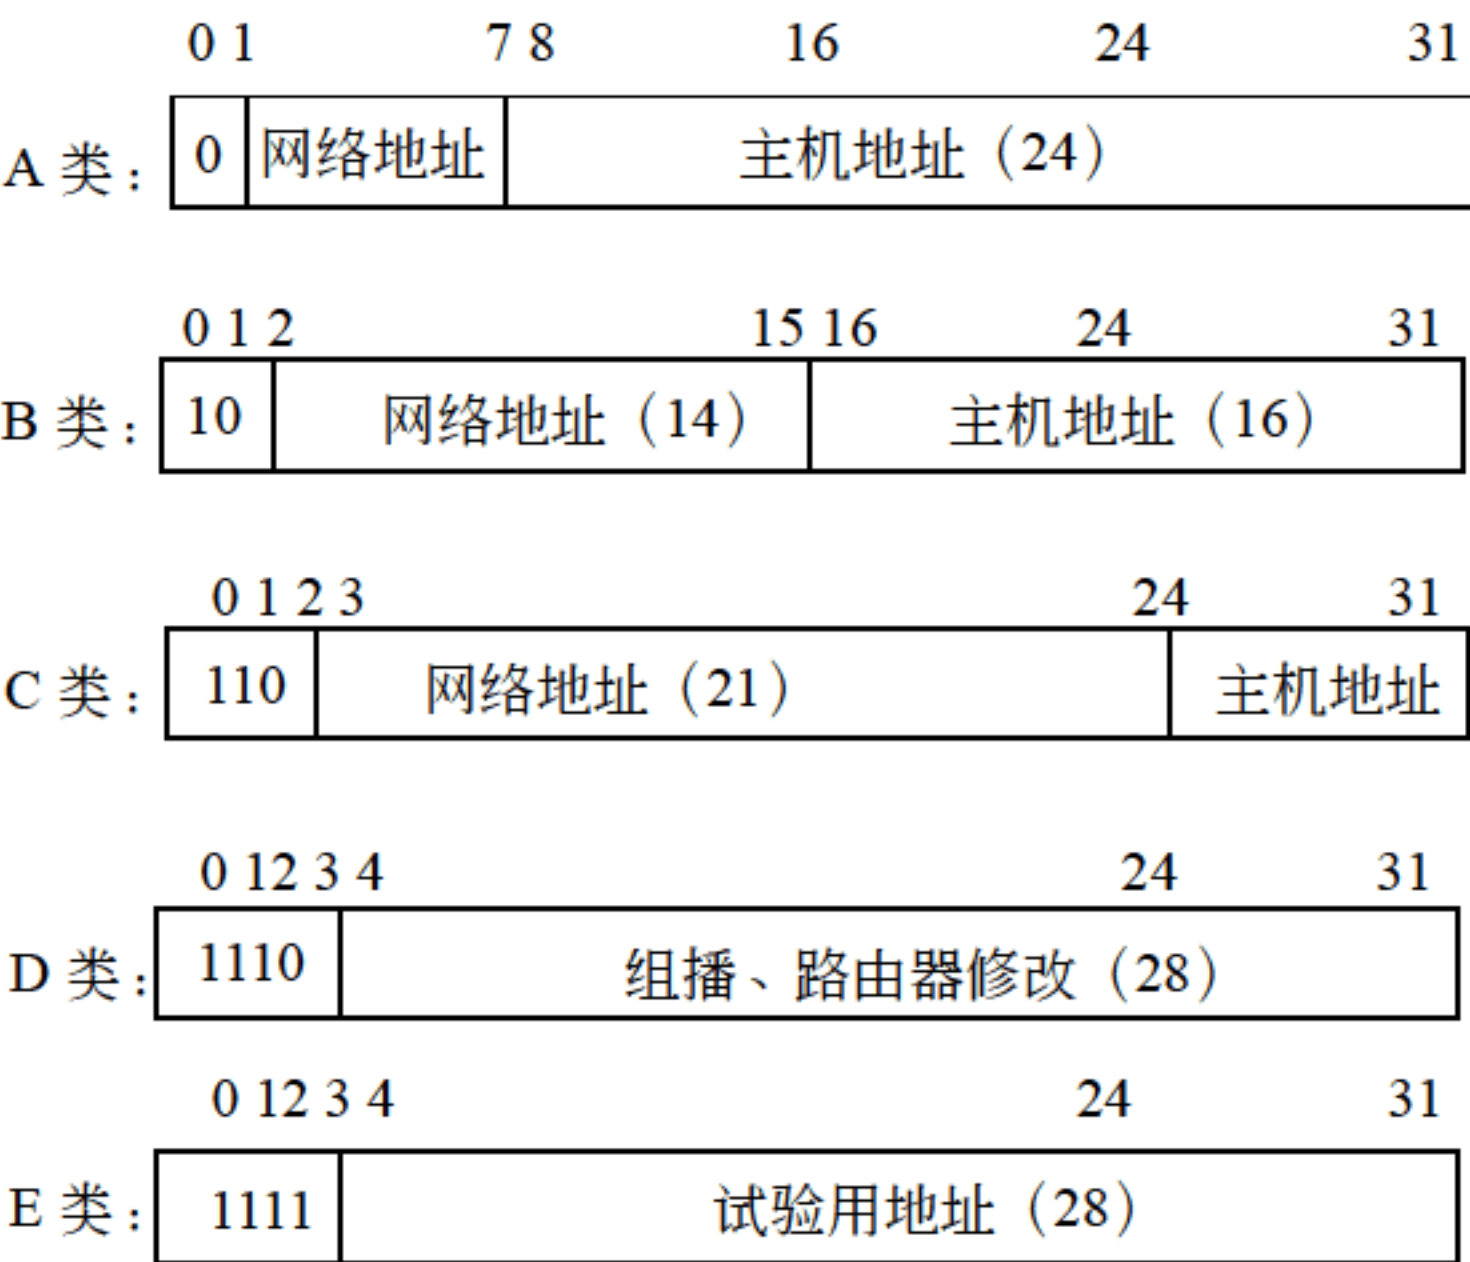 0 1 7 8 16 24 31
A 类： 0 网络地址 主机地址（24）
0 1 2 15 16 24 31
B 类： 10 网络地址（14） 主机地址（16）
0 1 2 3 24 31
C 类： 110 网络地址（21） 主机地址
0 12 3 4 24 31
D 类： 1110 组播、路由器修改（28）
0 12 3 4 24 31
E 类： 1111 试验用地址（28）